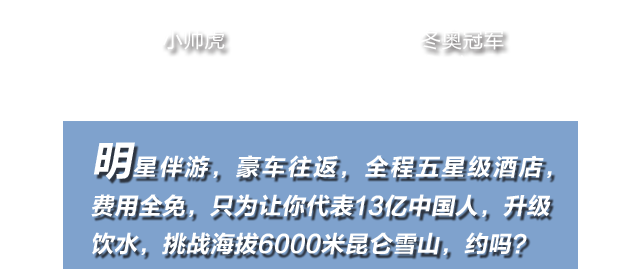 小帅虎 冬奥冠军
明星伴游，豪车往返，全程五星级酒店，
费用全免，只为让你代表13亿中国人，升级
饮水，挑战海拔6000米昆仑雪山，约吗？